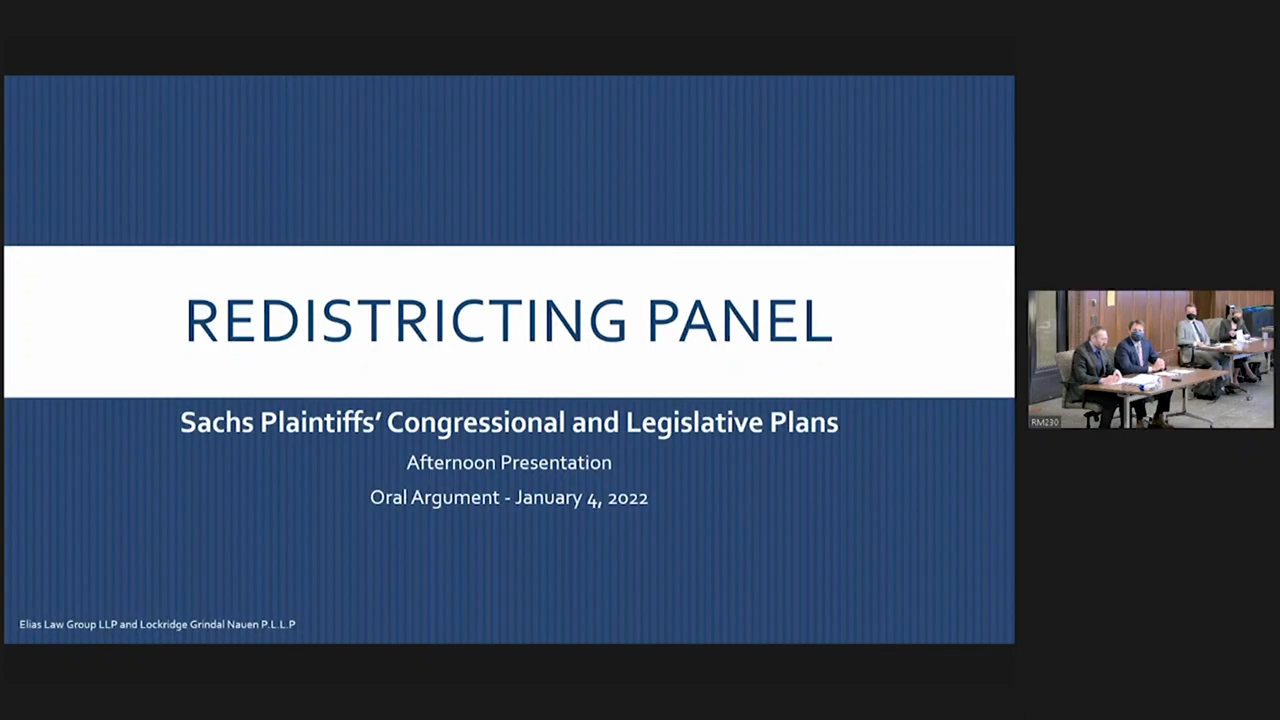 REDISTRICTING PANEL
Sachs Plaintiffs' Congressional and Legislative Plans
Afternoon Presentation
Oral Argument - January 4, 2022
Elias Law Group LLP and Lockridge Grindal Nauen P.L.L.P
RM230